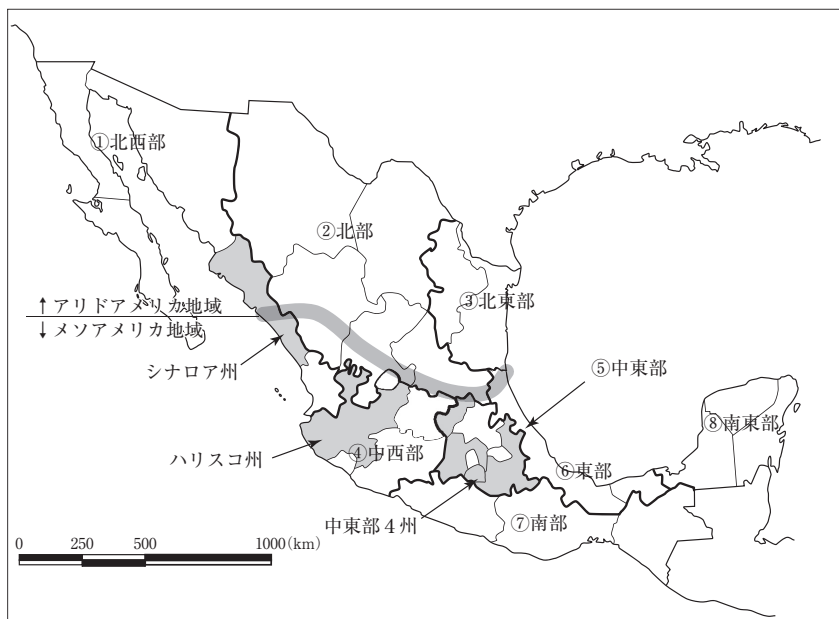 ①北西部
②北部
③北東部
↑ アリドアメリカ地域
↓ メソアメリカ地域
シナロア州
⑤中東部
⑧南東部
ハリスコ州
④中西部
⑥東部
中東部4州
⑦南部
0 250 500 1000(km)